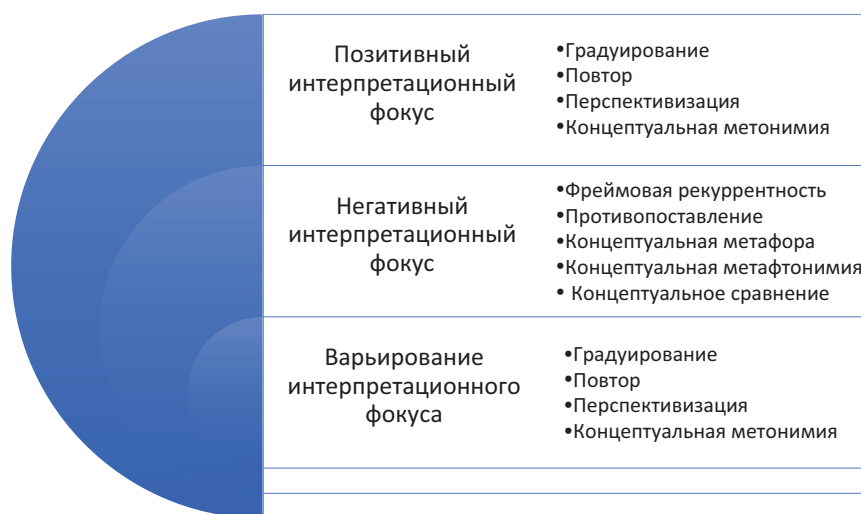 Позитивный
интерпретационный
фокус
•Градуирование
•Повтор
•Перспективизация
•Концептуальная метонимия
Негативный
интерпретационный
фокус
•Фреймовая рекуррентность
•Противопоставление
•Концептуальная метафора
•Концептуальная метафтонимия
• Концептуальное сравнение
Варьирование
интерпретационного
фокуса
•Градуирование
•Повтор
•Перспективизация
•Концептуальная метонимия